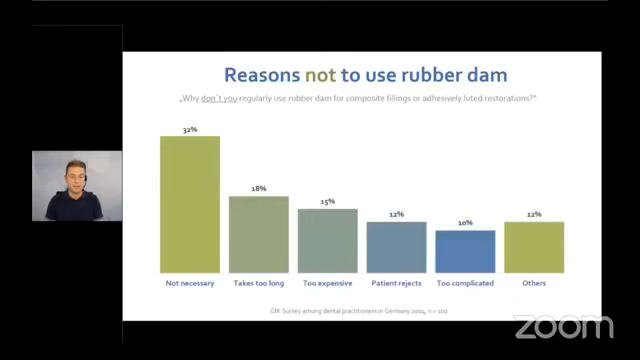 Reasons not to use rubber dam
„Why don´t you regularly use rubber dam for composite fillings or adhesively luted restorations?“
32%
18%
15%
12%
10%
12%
Not necessary
Takes too long
Too expensive
Patient rejects
Too complicated
Others
GfK Survey among dental practitioners in Germany 2004, n = 100
zoom